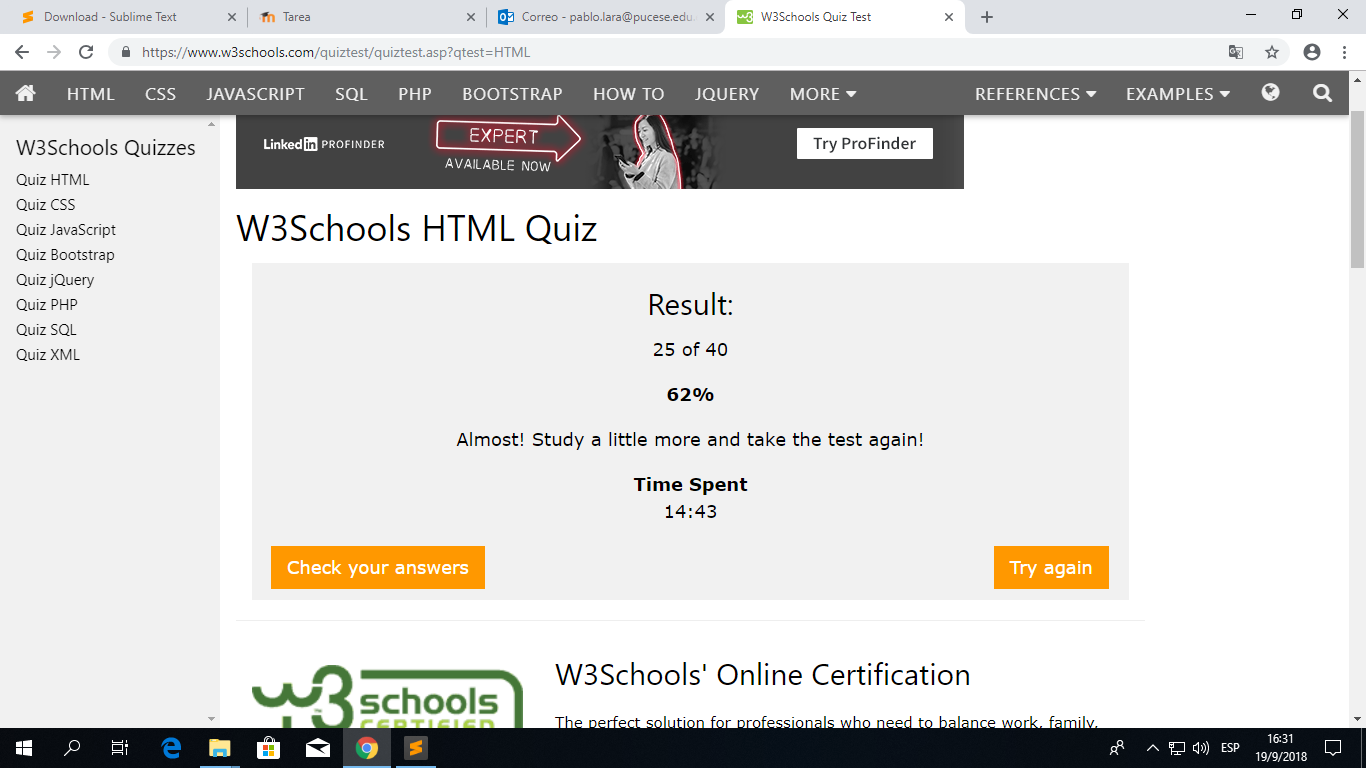 Download - Sublime Text
Tarea
Correo - pablo.lara@pucese.edu
W3Schools Quiz Test
https://www.w3schools.com/quiztest/quiztest.asp?qtest=HTML
HTML CSS JAVASCRIPT SQL PHP BOOTSTRAP HOW TO JQUERY MORE REFERENCES EXAMPLES
W3Schools Quizzes
Quiz HTML
Quiz CSS
Quiz JavaScript
Quiz Bootstrap
Quiz jQuery
Quiz PHP
Quiz SQL
Quiz XML
Linked in PROFINDER
EXPERT
AVAILABLE NOW
Try ProFinder
W3Schools HTML Quiz
Result:
25 of 40
62%
Almost! Study a little more and take the test again!
Time Spent
14:43
Check your answers
Try again
w3schools
CERTIFIED
W3Schools' Online Certification
The perfect solution for professionals who need to balance work, family,
ESP
16:31
19/9/2018